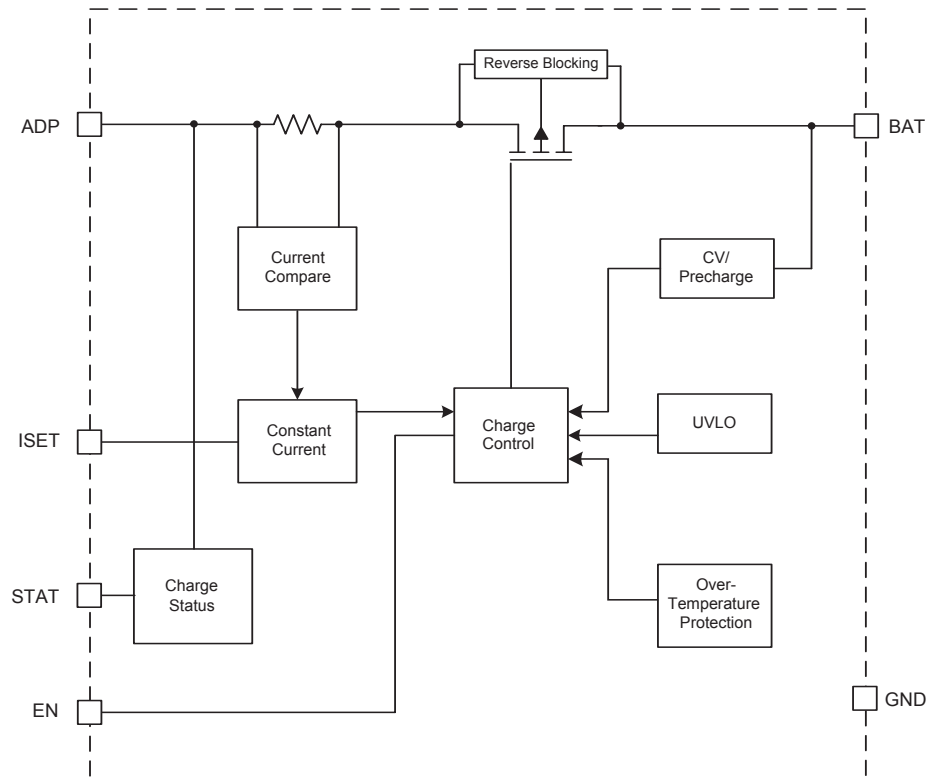 Reverse Blocking
ADP
BAT
Current
Compare
CV/
Precharge
ISET
Constant
Current
Charge
Control
UVLO
STAT
Charge
Status
Over-
Temperature
Protection
EN
GND